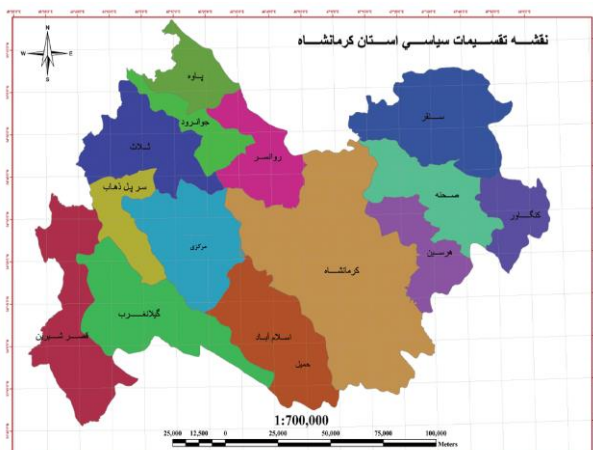 نقشه تقسیمات سیاسي استان کرمانشاه
N
W E
S
پاوه
سنقر
جوانرود
ثلاث
روانسر
سرپل ذهاب
صحنه
کنگاور
مرکزی
هرسین
کرمانشاه
گیلانغرب
قصر شیرین
اسلام آباد
حمیل
1:700,000
25,000 12,500 0 25,000 50,000 75,000 100,000
Meters